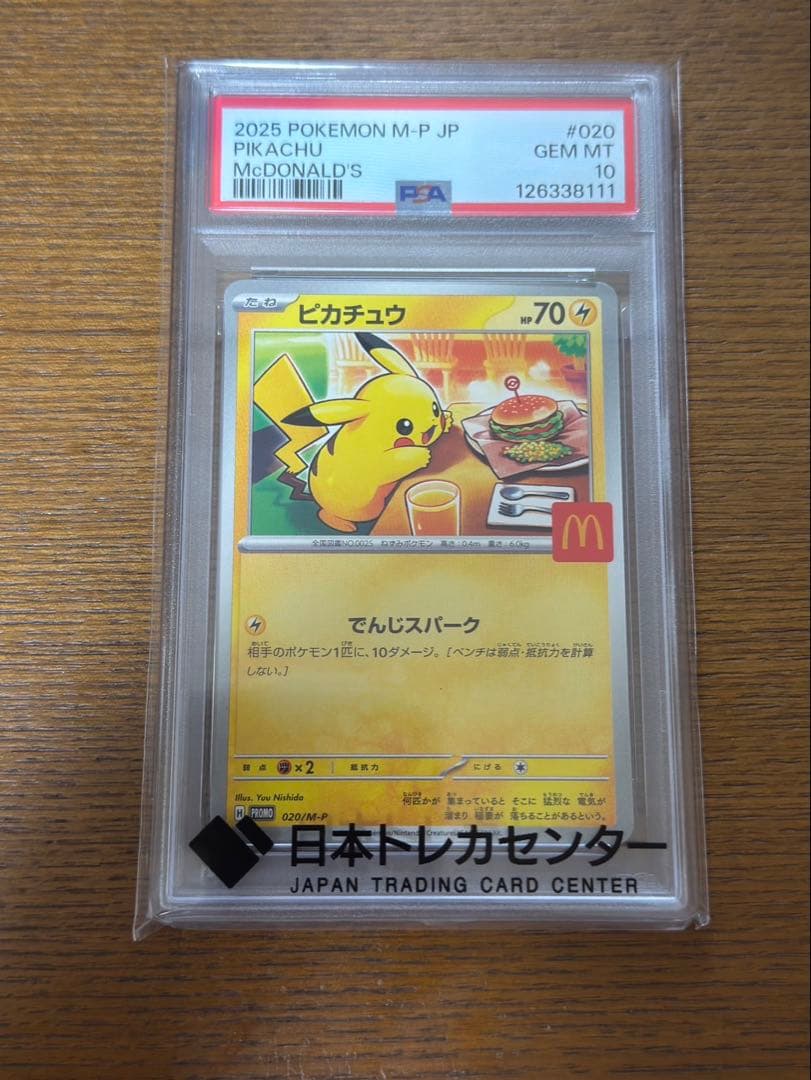 2025 POKEMON M-P JP #020
PIKACHU GEM MT
McDONALD'S 10
PSA 126338111
たね ピカチュウ HP70
全国図鑑NO.0025 ねずみポケモン 高さ:0.4m 重さ:6.0kg
でんじスパーク
相手のポケモン1匹に、10ダメージ。[ベンチは弱点・抵抗力を計算
しない。]
弱点 ×2 抵抗力 にげる
Illus. You Nishida
何匹かが 集まっていると そこに 猛烈な 電気が
溜まり 稲妻が 落ちることがあるという。
H PROMO 020/M-P
日本トレカセンター
JAPAN TRADING CARD CENTER